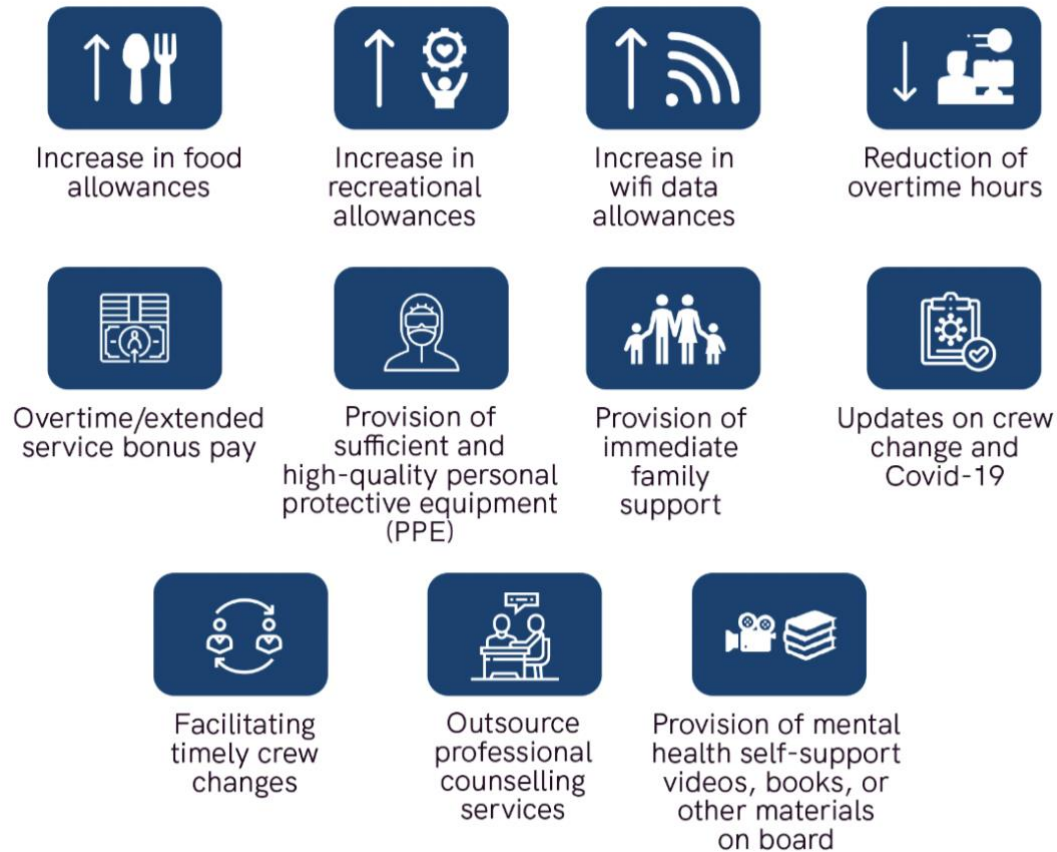 Increase in food
allowances
Increase in
recreational
allowances
Increase in
wifi data
allowances
Reduction of
overtime hours
Overtime/extended
service bonus pay
Provision of
sufficient and
high-quality personal
protective equipment
(PPE)
Provision of
immediate
family
support
Updates on crew
change and
Covid-19
Facilitating
timely crew
changes
Outsource
professional
counselling
services
Provision of mental
health self-support
videos, books, or
other materials
on board